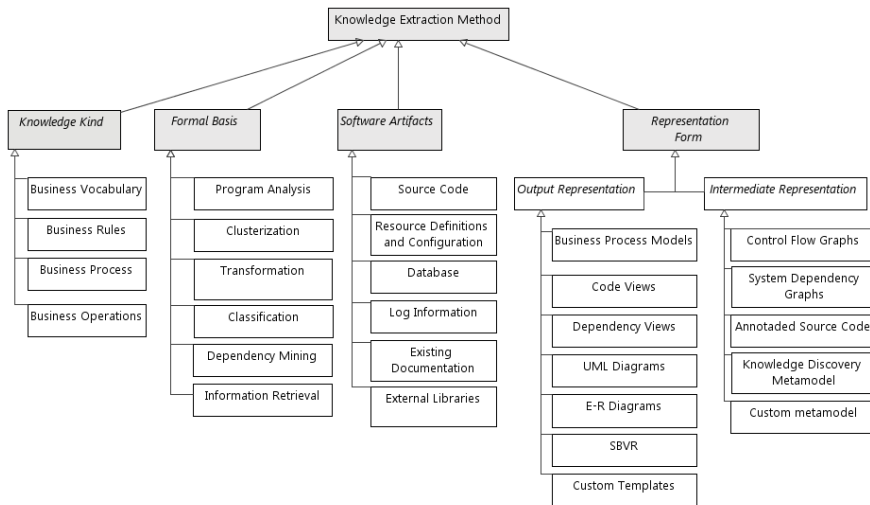 Knowledge Extraction Method
Knowledge Kind
Formal Basis
Software Artifacts
Representation
Form
Business Vocabulary
Business Rules
Business Process
Business Operations
Program Analysis
Clusterization
Transformation
Classification
Dependency Mining
Information Retrieval
Source Code
Resource Definitions
and Configuration
Database
Log Information
Existing
Documentation
External Libraries
Output Representation
Intermediate Representation
Business Process Models
Code Views
Dependency Views
UML Diagrams
E-R Diagrams
SBVR
Custom Templates
Control Flow Graphs
System Dependency
Graphs
Annotaded Source Code
Knowledge Discovery
Metamodel
Custom metamodel